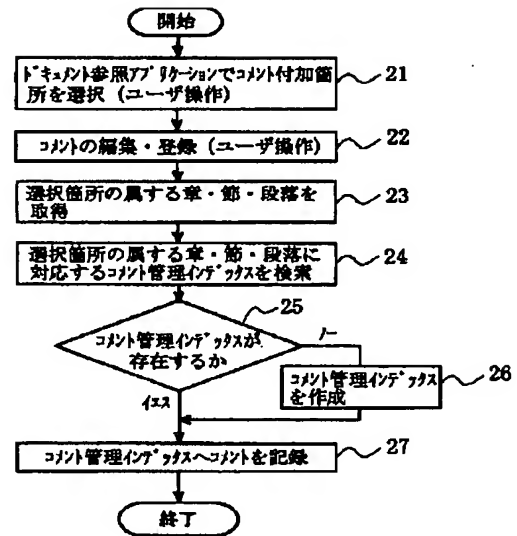 開始
ﾄﾞｷｭﾒﾝﾄ参照ｱﾌﾟﾘｹｰｼｮﾝでｺﾒﾝﾄ付加箇
所を選択（ユーザ操作）
21
ｺﾒﾝﾄの編集・登録（ユーザ操作）
22
選択箇所の属する章・節・段落を
取得
23
選択箇所の属する章・節・段落に
対応するｺﾒﾝﾄ管理ｲﾝﾃﾞｯｸｽを検索
24
25
ｺﾒﾝﾄ管理ｲﾝﾃﾞｯｸｽが
存在するか
ﾉｰ
ｲｴｽ
ｺﾒﾝﾄ管理ｲﾝﾃﾞｯｸｽ
を作成
26
ｺﾒﾝﾄ管理ｲﾝﾃﾞｯｸｽへｺﾒﾝﾄを記録
27
終了